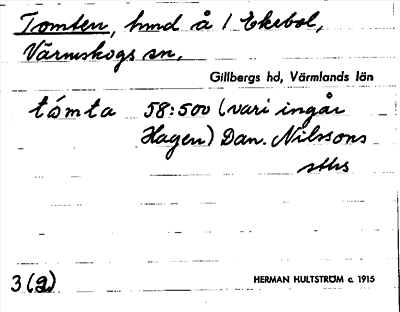 Tomten, hmd å 1 Ekebol,
Värmskogs sn.
Gillbergs hd, Värmlands län
tómta 58:500 (vari ingår
Hagen) Dan. Nilssons
sths
3(2)
HERMAN HULTSTRÖM c. 1915